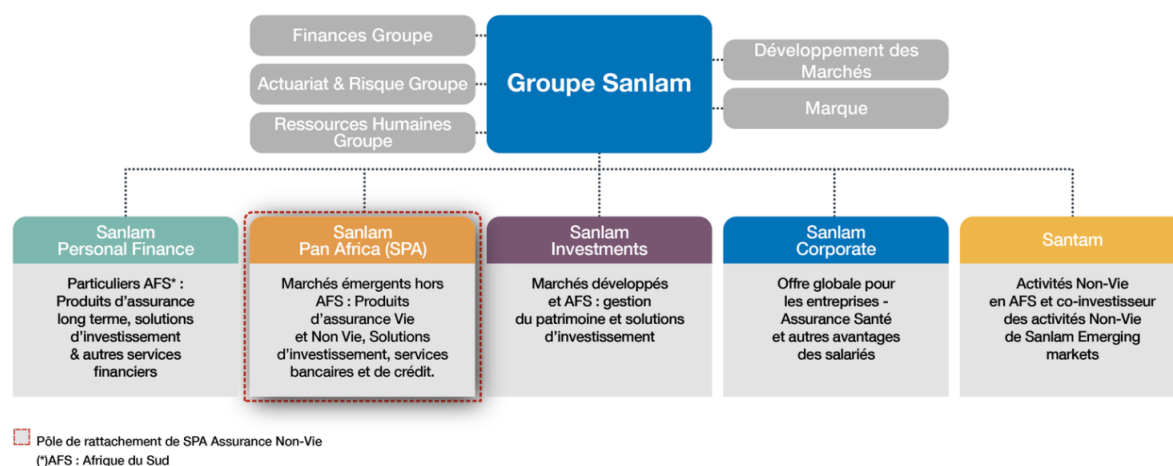 Finances Groupe
Actuariat & Risque Groupe
Ressources Humaines
Groupe
Groupe Sanlam
Développement des
Marchés
Marque
Sanlam
Personal Finance
Particuliers AFS* :
Produits d'assurance
long terme, solutions
d'investissement
& autres services
financiers
Sanlam
Pan Africa (SPA)
Marchés émergents hors
AFS : Produits
d'assurance Vie
et Non Vie, Solutions
d'investissement, services
bancaires et de crédit.
Sanlam
Investments
Marchés développés
et AFS : gestion
du patrimoine et solutions
d'investissement
Sanlam
Corporate
Offre globale pour
les entreprises -
Assurance Santé
et autres avantages
des salariés
Santam
Activités Non-Vie
en AFS et co-investisseur
des activités Non-Vie
de Sanlam Emerging
markets
Pôle de rattachement de SPA Assurance Non-Vie
(*)AFS : Afrique du Sud